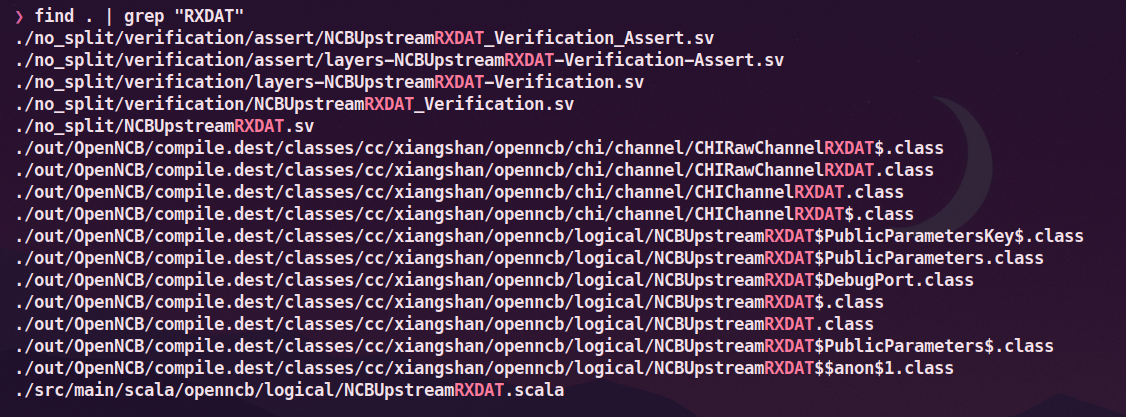 ❯ find . | grep "RXDAT"
./no_split/verification/assert/NCBUpstreamRXDAT_Verification_Assert.sv
./no_split/verification/assert/layers-NCBUpstreamRXDAT-Verification-Assert.sv
./no_split/verification/layers-NCBUpstreamRXDAT-Verification.sv
./no_split/verification/NCBUpstreamRXDAT_Verification.sv
./no_split/NCBUpstreamRXDAT.sv
./out/OpenNCB/compile.dest/classes/cc/xiangshan/openncb/chi/channel/CHIRawChannelRXDAT$.class
./out/OpenNCB/compile.dest/classes/cc/xiangshan/openncb/chi/channel/CHIRawChannelRXDAT.class
./out/OpenNCB/compile.dest/classes/cc/xiangshan/openncb/chi/channel/CHIChannelRXDAT.class
./out/OpenNCB/compile.dest/classes/cc/xiangshan/openncb/chi/channel/CHIChannelRXDAT$.class
./out/OpenNCB/compile.dest/classes/cc/xiangshan/openncb/logical/NCBUpstreamRXDAT$PublicParametersKey$.class
./out/OpenNCB/compile.dest/classes/cc/xiangshan/openncb/logical/NCBUpstreamRXDAT$PublicParameters.class
./out/OpenNCB/compile.dest/classes/cc/xiangshan/openncb/logical/NCBUpstreamRXDAT$DebugPort.class
./out/OpenNCB/compile.dest/classes/cc/xiangshan/openncb/logical/NCBUpstreamRXDAT$.class
./out/OpenNCB/compile.dest/classes/cc/xiangshan/openncb/logical/NCBUpstreamRXDAT.class
./out/OpenNCB/compile.dest/classes/cc/xiangshan/openncb/logical/NCBUpstreamRXDAT$PublicParameters$.class
./out/OpenNCB/compile.dest/classes/cc/xiangshan/openncb/logical/NCBUpstreamRXDAT$$anon$1.class
./src/main/scala/openncb/logical/NCBUpstreamRXDAT.scala